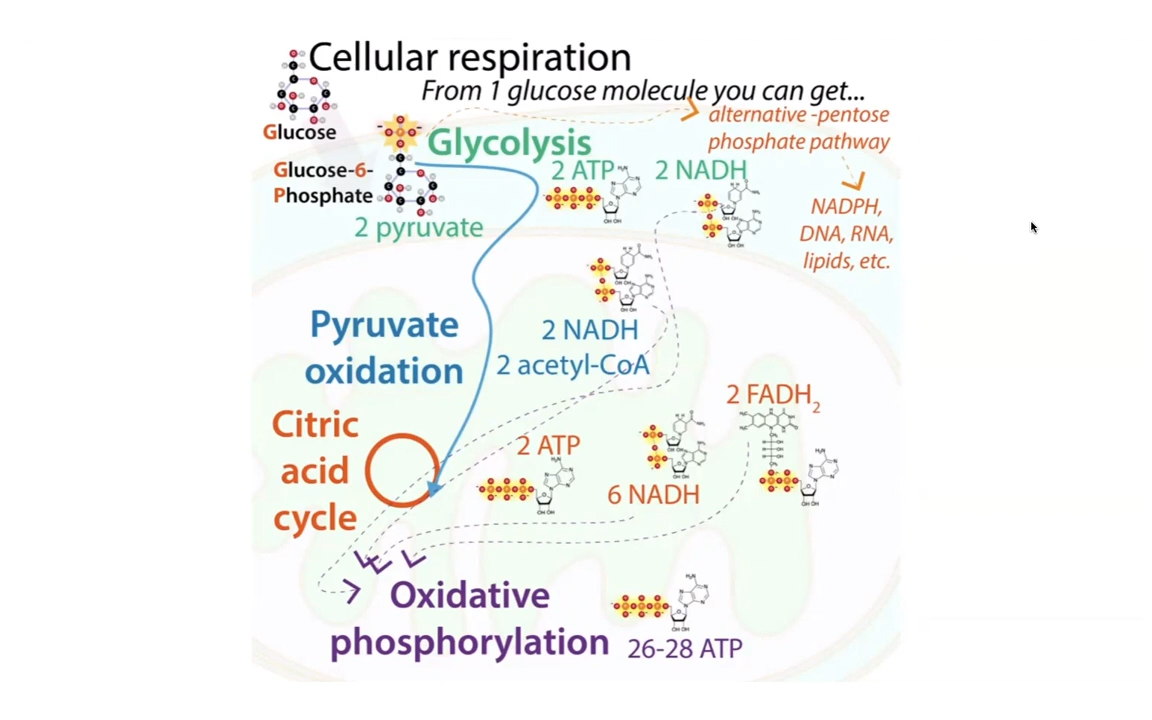 Cellular respiration
From 1 glucose molecule you can get...
Glucose
alternative -pentose
phosphate pathway
Glycolysis
Glucose-6-
Phosphate
2 ATP
2 NADH
2 pyruvate
NADPH,
DNA, RNA,
lipids, etc.
Pyruvate
oxidation
2 NADH
2 acetyl-CoA
Citric
acid
cycle
2 ATP
6 NADH
2 FADH2
Oxidative
phosphorylation
26-28 ATP